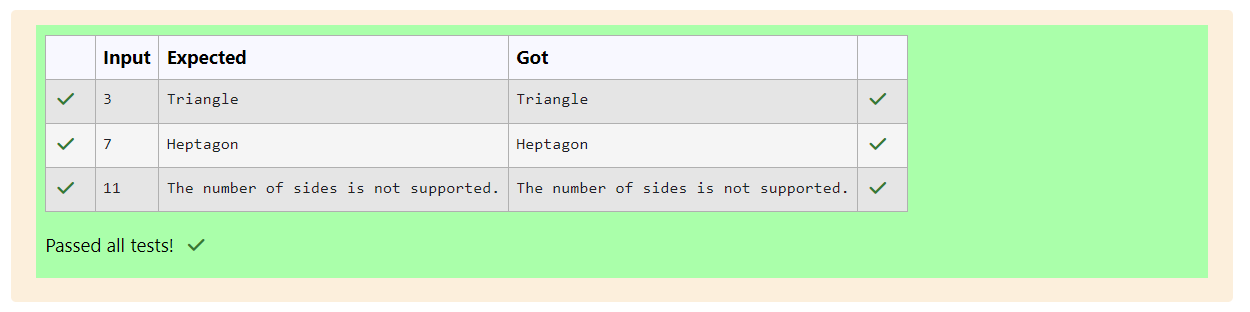 Input Expected Got
3 Triangle Triangle
7 Heptagon Heptagon
11 The number of sides is not supported. The number of sides is not supported.
Passed all tests!